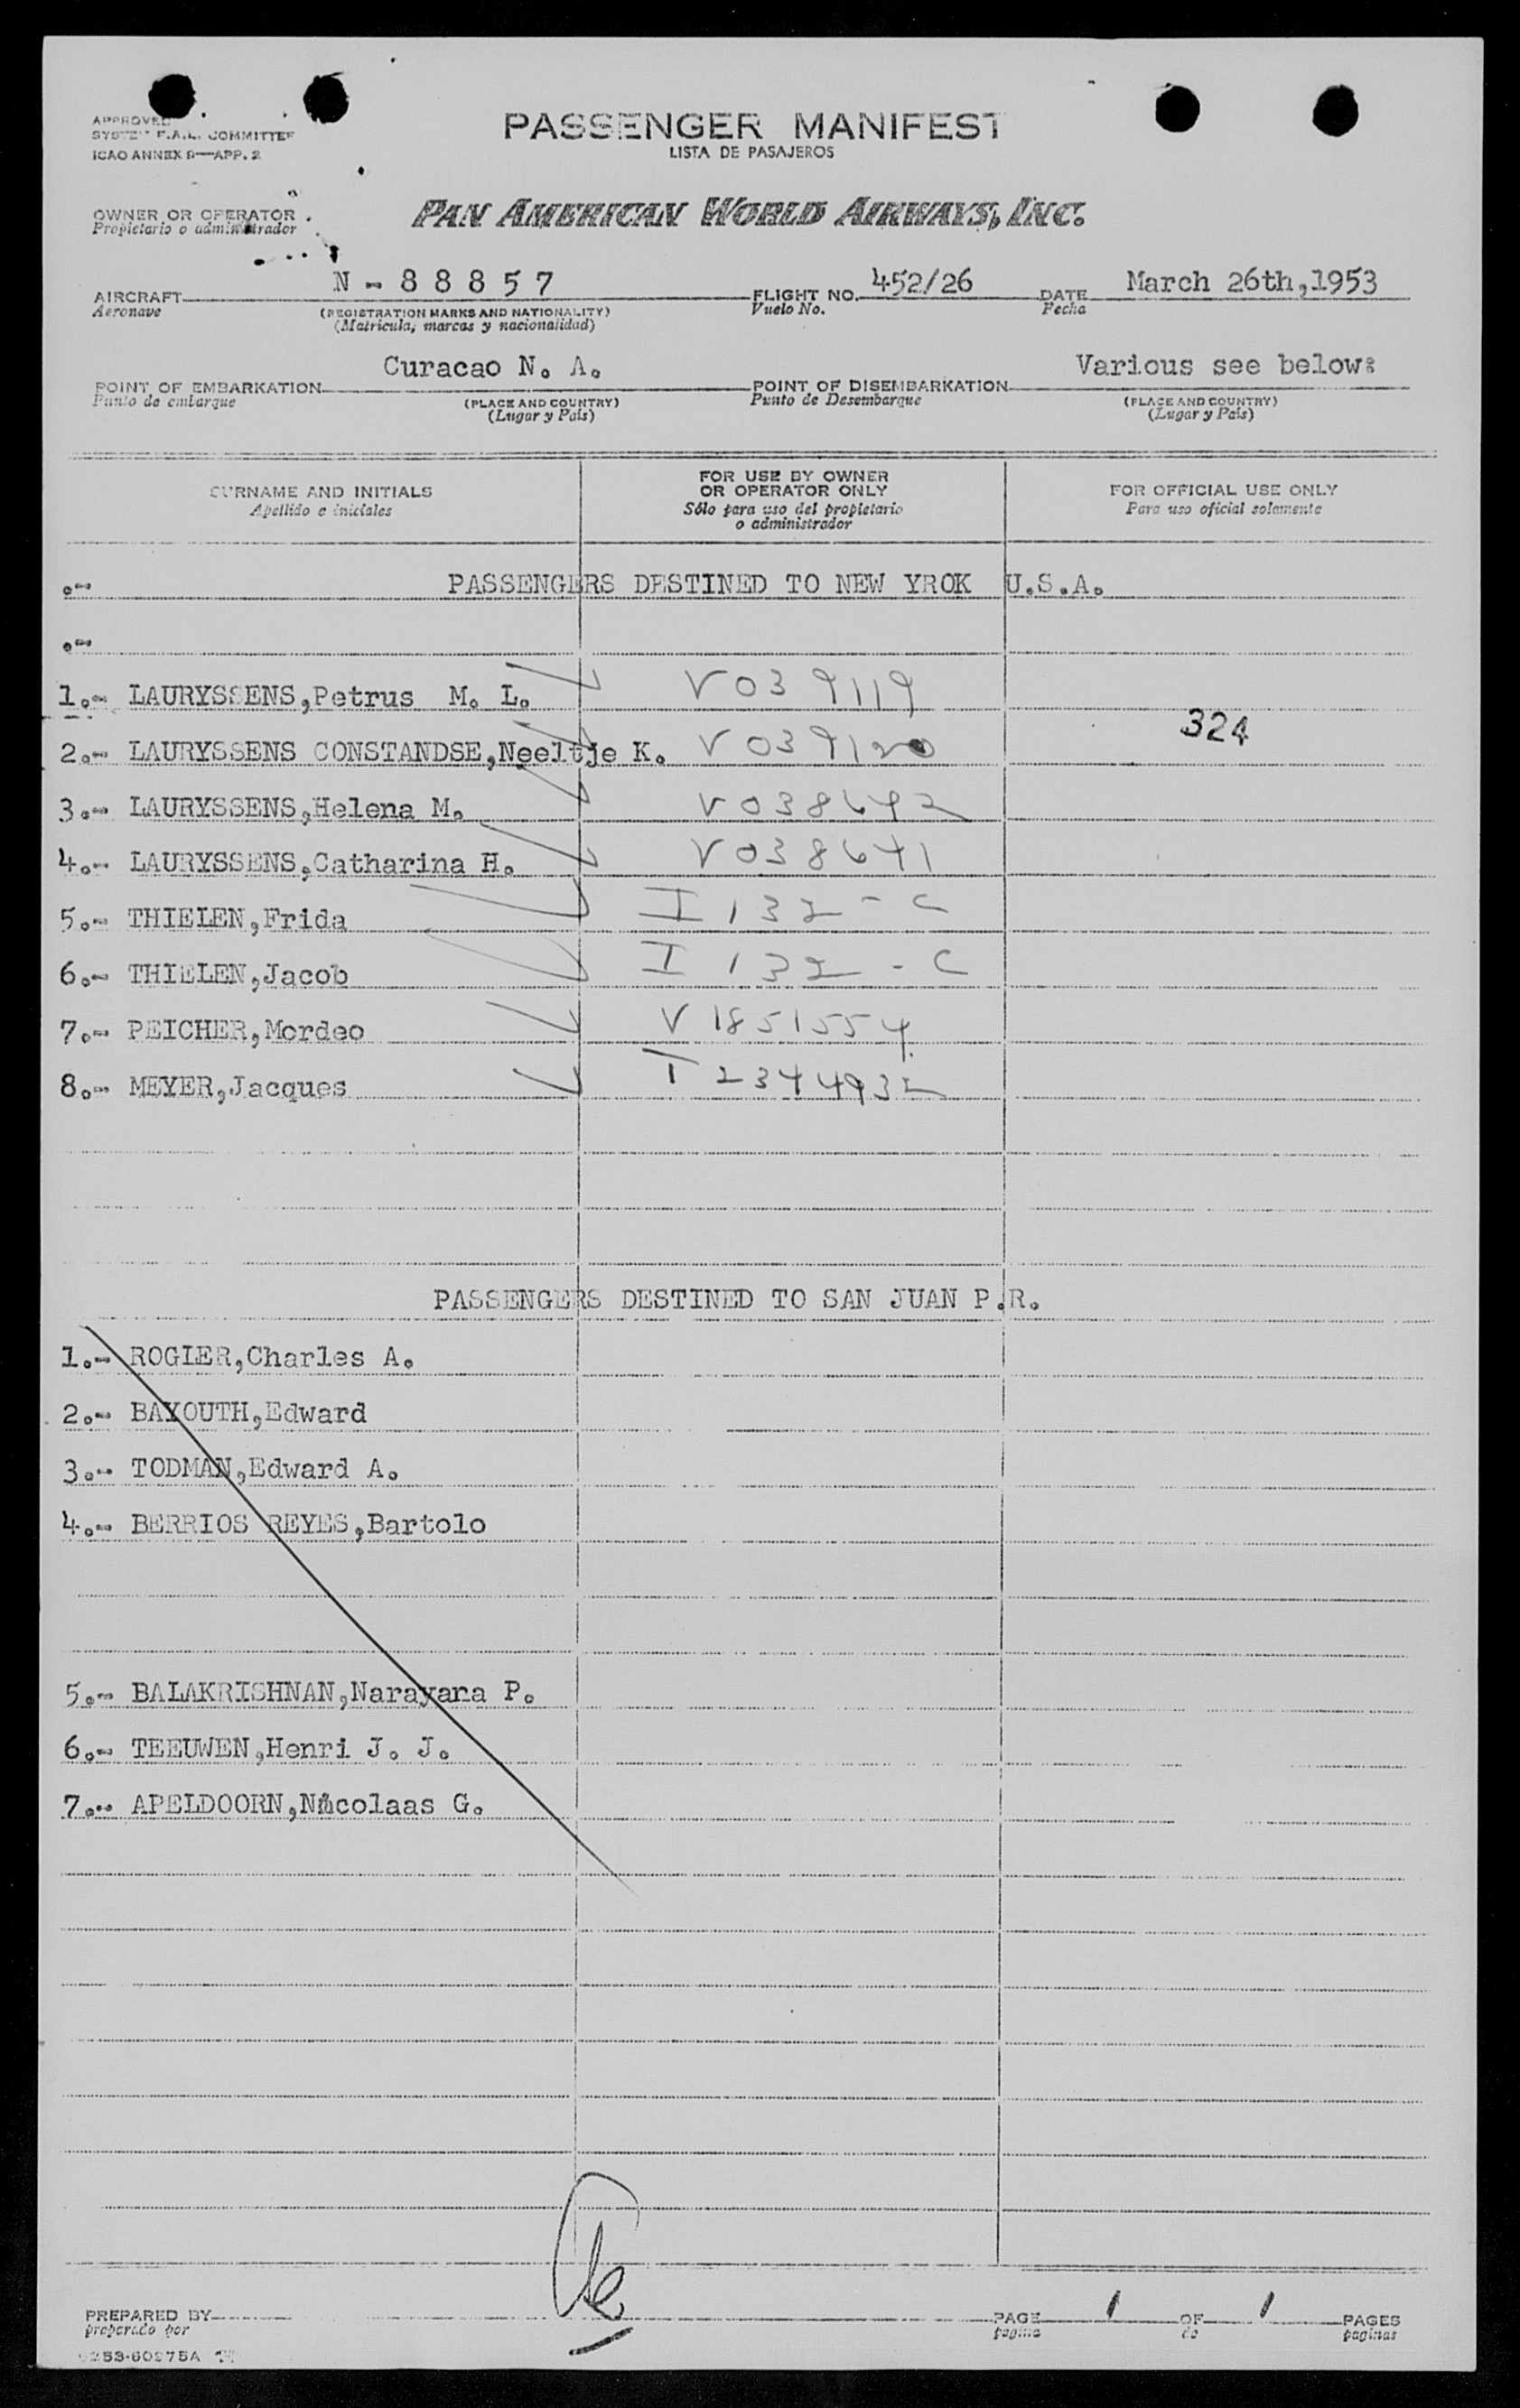 APPROVED
SYSTEM F.A.L. COMMITTEE
ICAO ANNEX 9—APP. 2
PASSENGER MANIFEST
LISTA DE PASAJEROS
OWNER OR OPERATOR
Propietario o administrador
PAN AMERICAN WORLD AIRWAYS, INC.
AIRCRAFT N - 8 8 8 5 7 FLIGHT NO. 452/26 DATE March 26th,1953
Aeronave (REGISTRATION MARKS AND NATIONALITY) Vuelo No. Fecha
(Matricula, marcas y nacionalidad)
POINT OF EMBARKATION Curacao N. A. POINT OF DISEMBARKATION Various see below:
Punto de embarque (PLACE AND COUNTRY) Punto de Desembarque (PLACE AND COUNTRY)
(Lugar y País) (Lugar y País)
SURNAME AND INITIALS FOR USE BY OWNER OR OPERATOR ONLY FOR OFFICIAL USE ONLY
Apellido e iniciales Sólo para uso del propietario o administrador Para uso oficial solamente
.- PASSENGERS DESTINED TO NEW YROK U.S.A.
.-
1.- LAURYSSENS,Petrus M. L. V039119
324
2.- LAURYSSENS CONSTANDSE,Neeltje K. V039120
3.- LAURYSSENS,Helena M. V038642
4.- LAURYSSENS,Catharina H. V038641
5.- THIELEN,Frida I 132 - C
6.- THIELEN,Jacob I 132 - C
7.- PEICHER,Mordeo V 1851554
8.- MEYER,Jacques T 2344932
PASSENGERS DESTINED TO SAN JUAN P.R.
1.- ROGIER,Charles A.
2.- BAYOUTH,Edward
3.- TODMAN,Edward A.
4.- BERRIOS REYES,Bartolo
5.- BALAKRISHNAN,Narayana P.
6.- TEEUWEN,Henri J. J.
7.- APELDOORN,Nicolaas G.
PREPARED BY PAGE 1 OF 1 PAGES
preparado por pagina de paginas